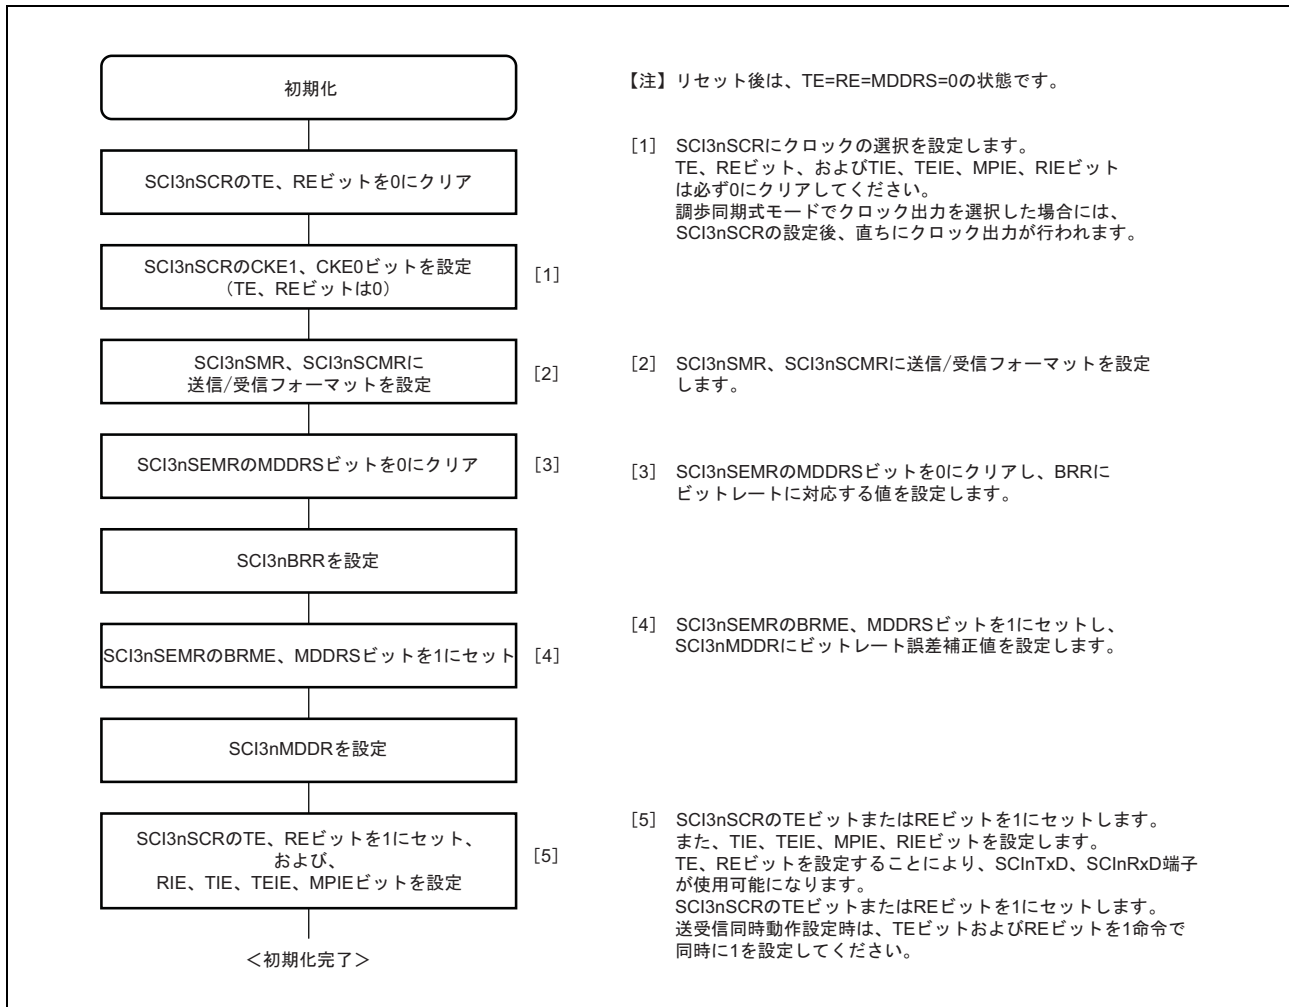 初期化
SCI3nSCRのTE、REビットを0にクリア
SCI3nSCRのCKE1、CKE0ビットを設定
（TE、REビットは0）
[1]
SCI3nSMR、SCI3nSCMRに
送信/受信フォーマットを設定
[2]
SCI3nSEMRのMDDRSビットを0にクリア
[3]
SCI3nBRRを設定
SCI3nSEMRのBRME、MDDRSビットを1にセット
[4]
SCI3nMDDRを設定
SCI3nSCRのTE、REビットを1にセット、
および、
RIE、TIE、TEIE、MPIEビットを設定
[5]
＜初期化完了＞
【注】リセット後は、TE=RE=MDDRS=0の状態です。
[1] SCI3nSCRにクロックの選択を設定します。
TE、REビット、およびTIE、TEIE、MPIE、RIEビット
は必ず0にクリアしてください。
調歩同期式モードでクロック出力を選択した場合には、
SCI3nSCRの設定後、直ちにクロック出力が行われます。
[2] SCI3nSMR、SCI3nSCMRに送信/受信フォーマットを設定
します。
[3] SCI3nSEMRのMDDRSビットを0にクリアし、BRRに
ビットレートに対応する値を設定します。
[4] SCI3nSEMRのBRME、MDDRSビットを1にセットし、
SCI3nMDDRにビットレート誤差補正値を設定します。
[5] SCI3nSCRのTEビットまたはREビットを1にセットします。
また、TIE、TEIE、MPIE、RIEビットを設定します。
TE、REビットを設定することにより、SCInTxD、SCInRxD端子
が使用可能になります。
SCI3nSCRのTEビットまたはREビットを1にセットします。
送受信同時動作設定時は、TEビットおよびREビットを1命令で
同時に1を設定してください。